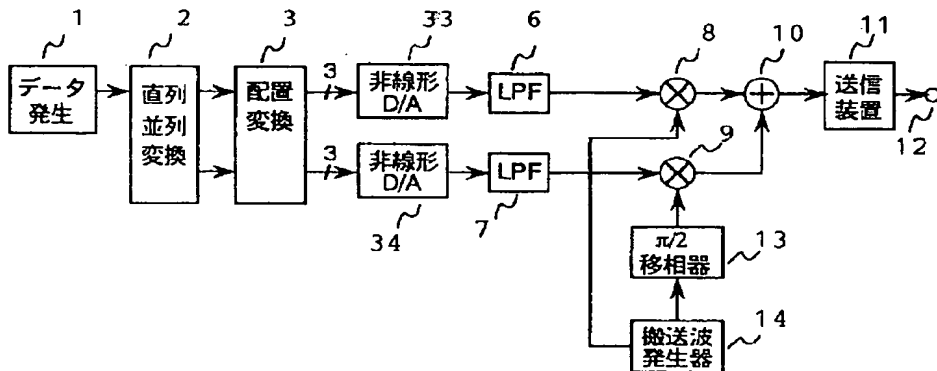 1
2
3
33
6
8
10
11
データ
発生
直列
並列
変換
配置
変換
3
非線形
D/A
LPF
送信
装置
12
3
非線形
D/A
LPF
9
34
7
π/2
移相器
13
搬送波
発生器
14